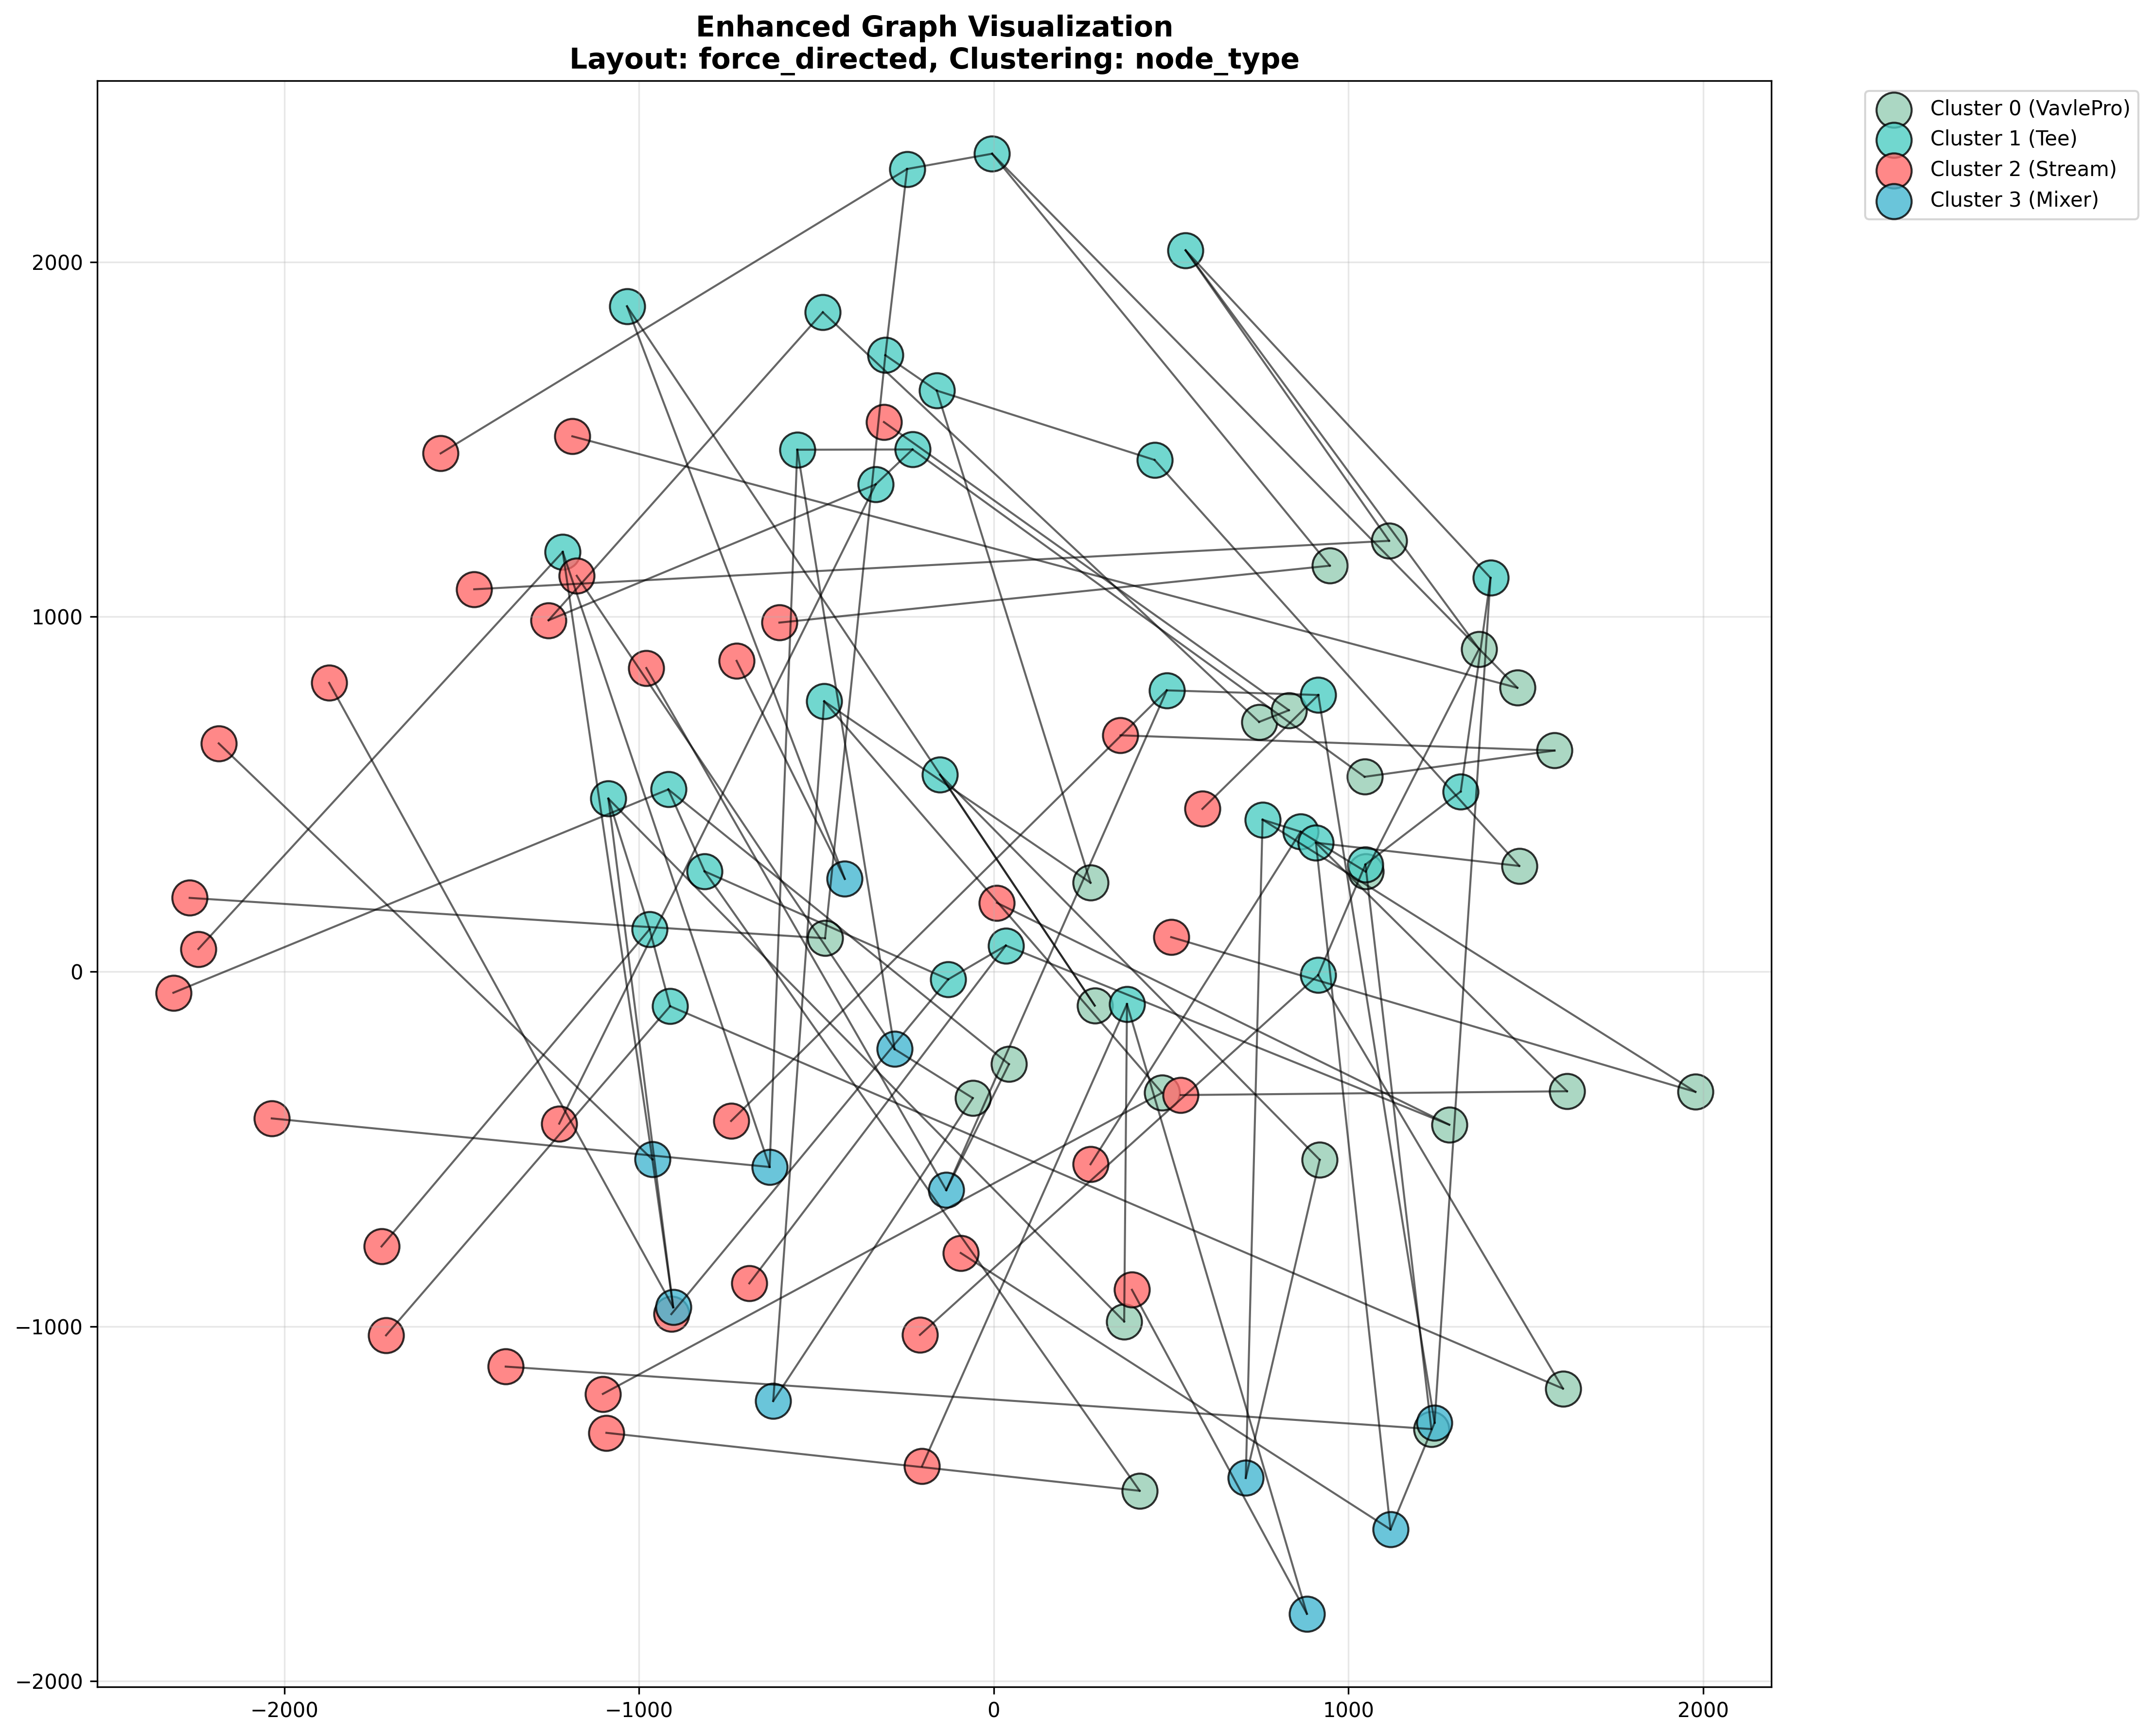 Enhanced Graph Visualization
Layout: force_directed, Clustering: node_type
Cluster 0 (VavlePro)
Cluster 1 (Tee)
Cluster 2 (Stream)
Cluster 3 (Mixer)
2000
1000
0
−1000
−2000
−2000
−1000
0
1000
2000